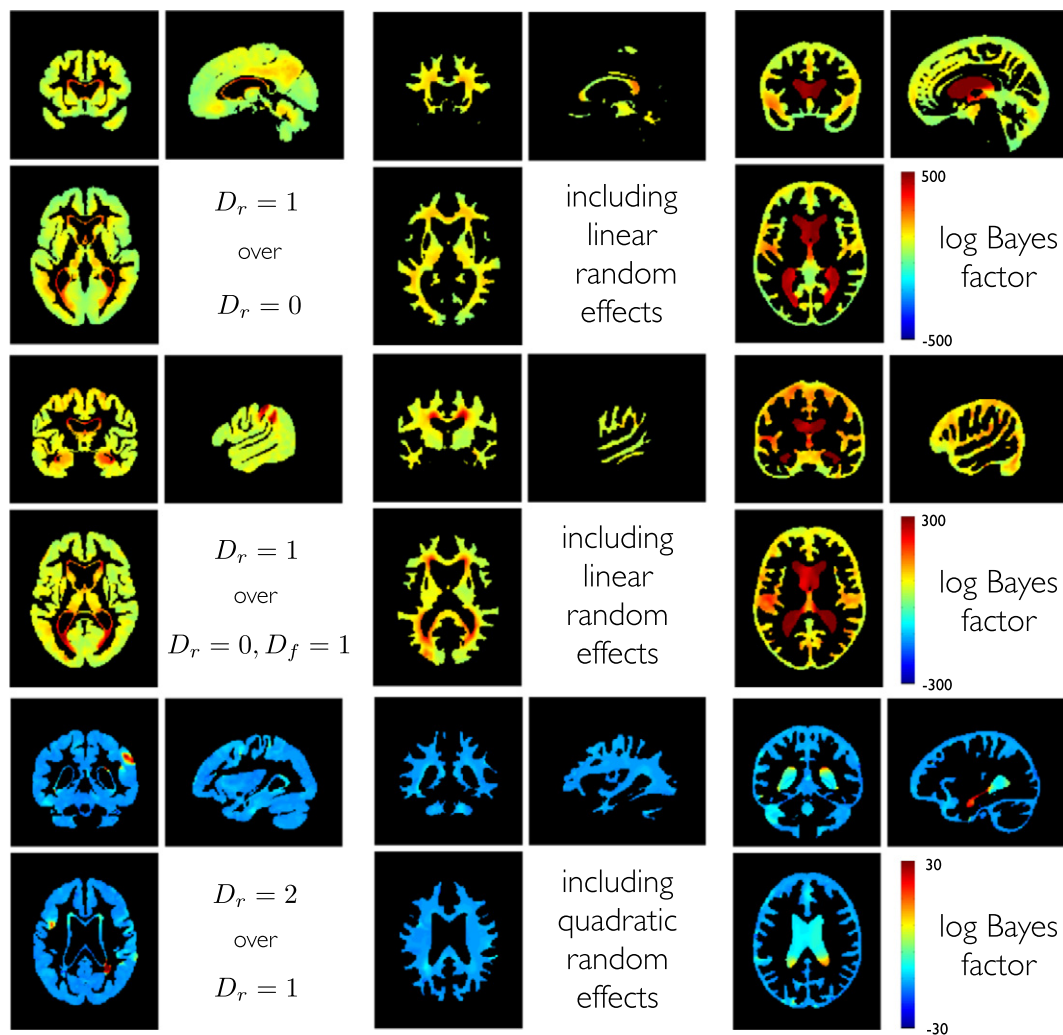 $D_r = 1$
over
$D_r = 0$
including
linear
random
effects
500
log Bayes
factor
-500
$D_r = 1$
over
$D_r = 0, D_f = 1$
including
linear
random
effects
300
log Bayes
factor
-300
$D_r = 2$
over
$D_r = 1$
including
quadratic
random
effects
30
log Bayes
factor
-30